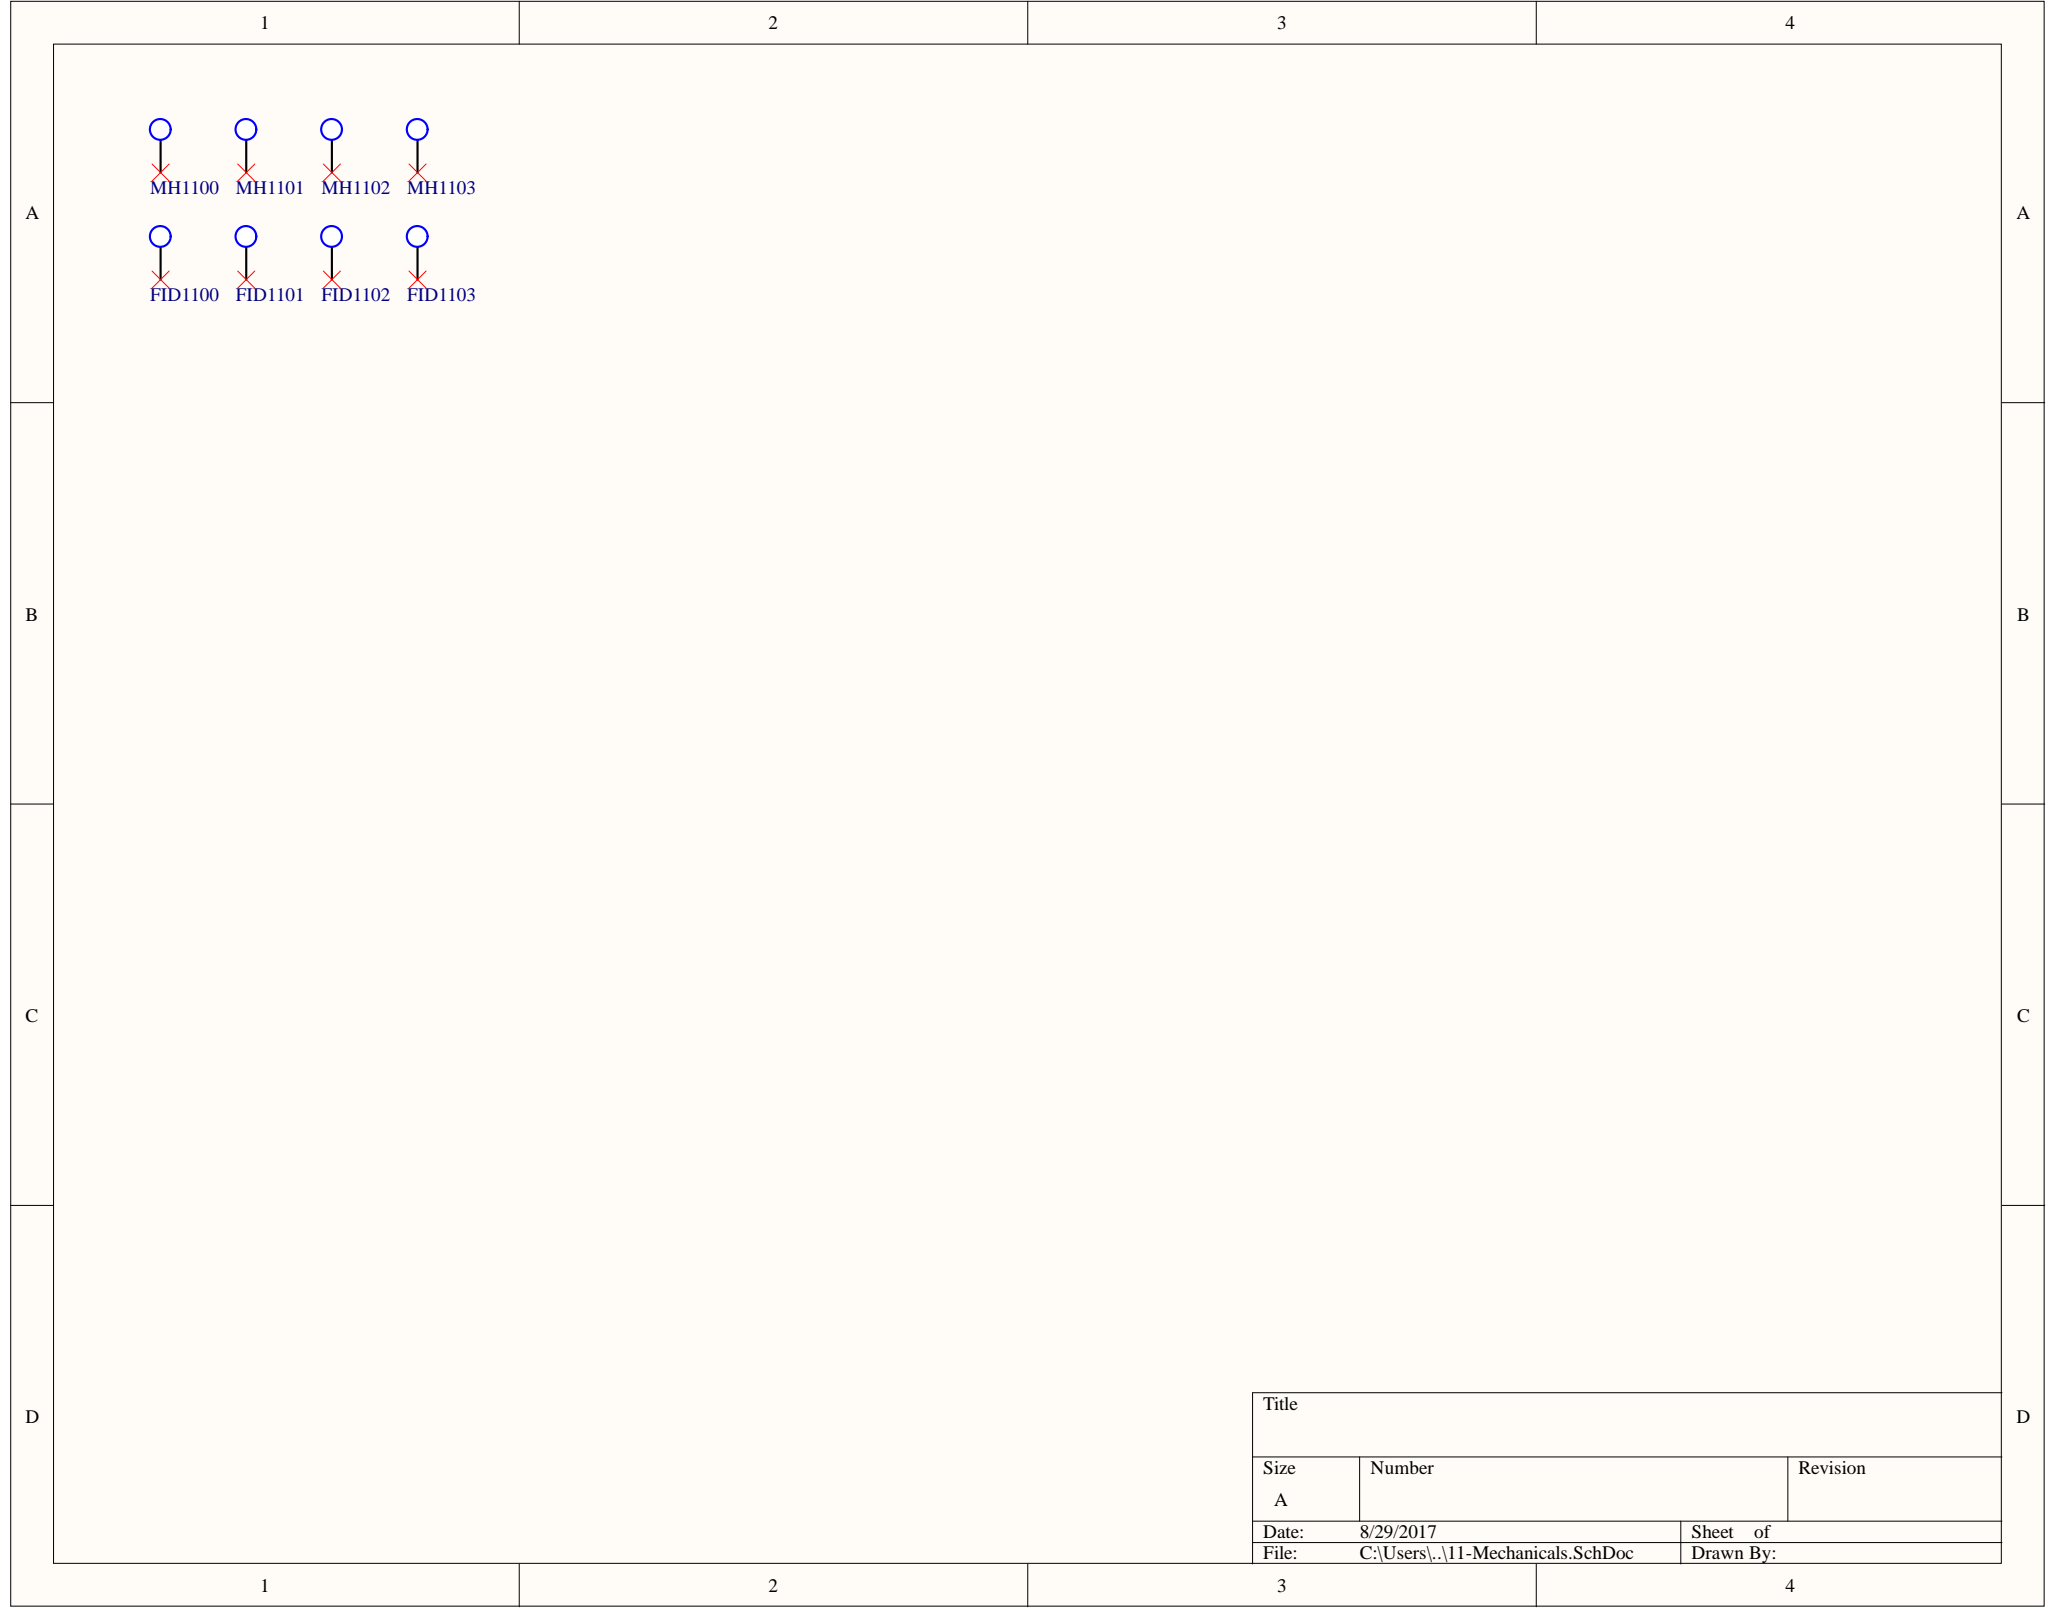 1 2 3 4
MH1100 MH1101 MH1102 MH1103
A A
FID1100 FID1101 FID1102 FID1103
B B
C C
Title
D D
Size Number Revision
A
Date: 8/29/2017 Sheet of
File: C:\Users\..\11-Mechanicals.SchDoc Drawn By:
1 2 3 4